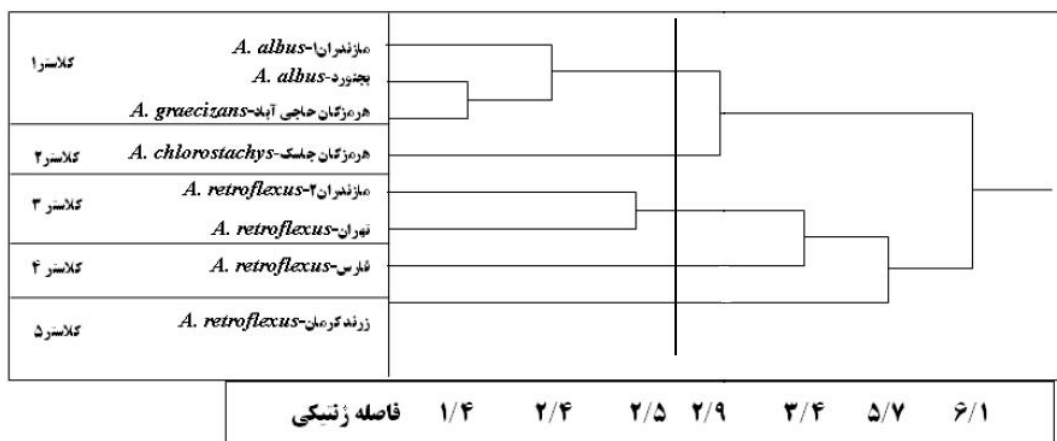 کلاستر۱
A. albus-مازندران۱
A. albus-بجنورد
A. graecizans-هرمزگان حاجی آباد
کلاستر۲
A. chlorostachys-هرمزگان جاسک
کلاستر ۳
A. retroflexus-مازندران۲
A. retroflexus-تهران
کلاستر ۴
A. retroflexus-فارس
کلاستر۵
A. retroflexus-زرند کرمان
فاصله ژنتیکی ۱/۴ ۲/۴ ۲/۵ ۲/۹ ۳/۴ ۵/۷ ۶/۱